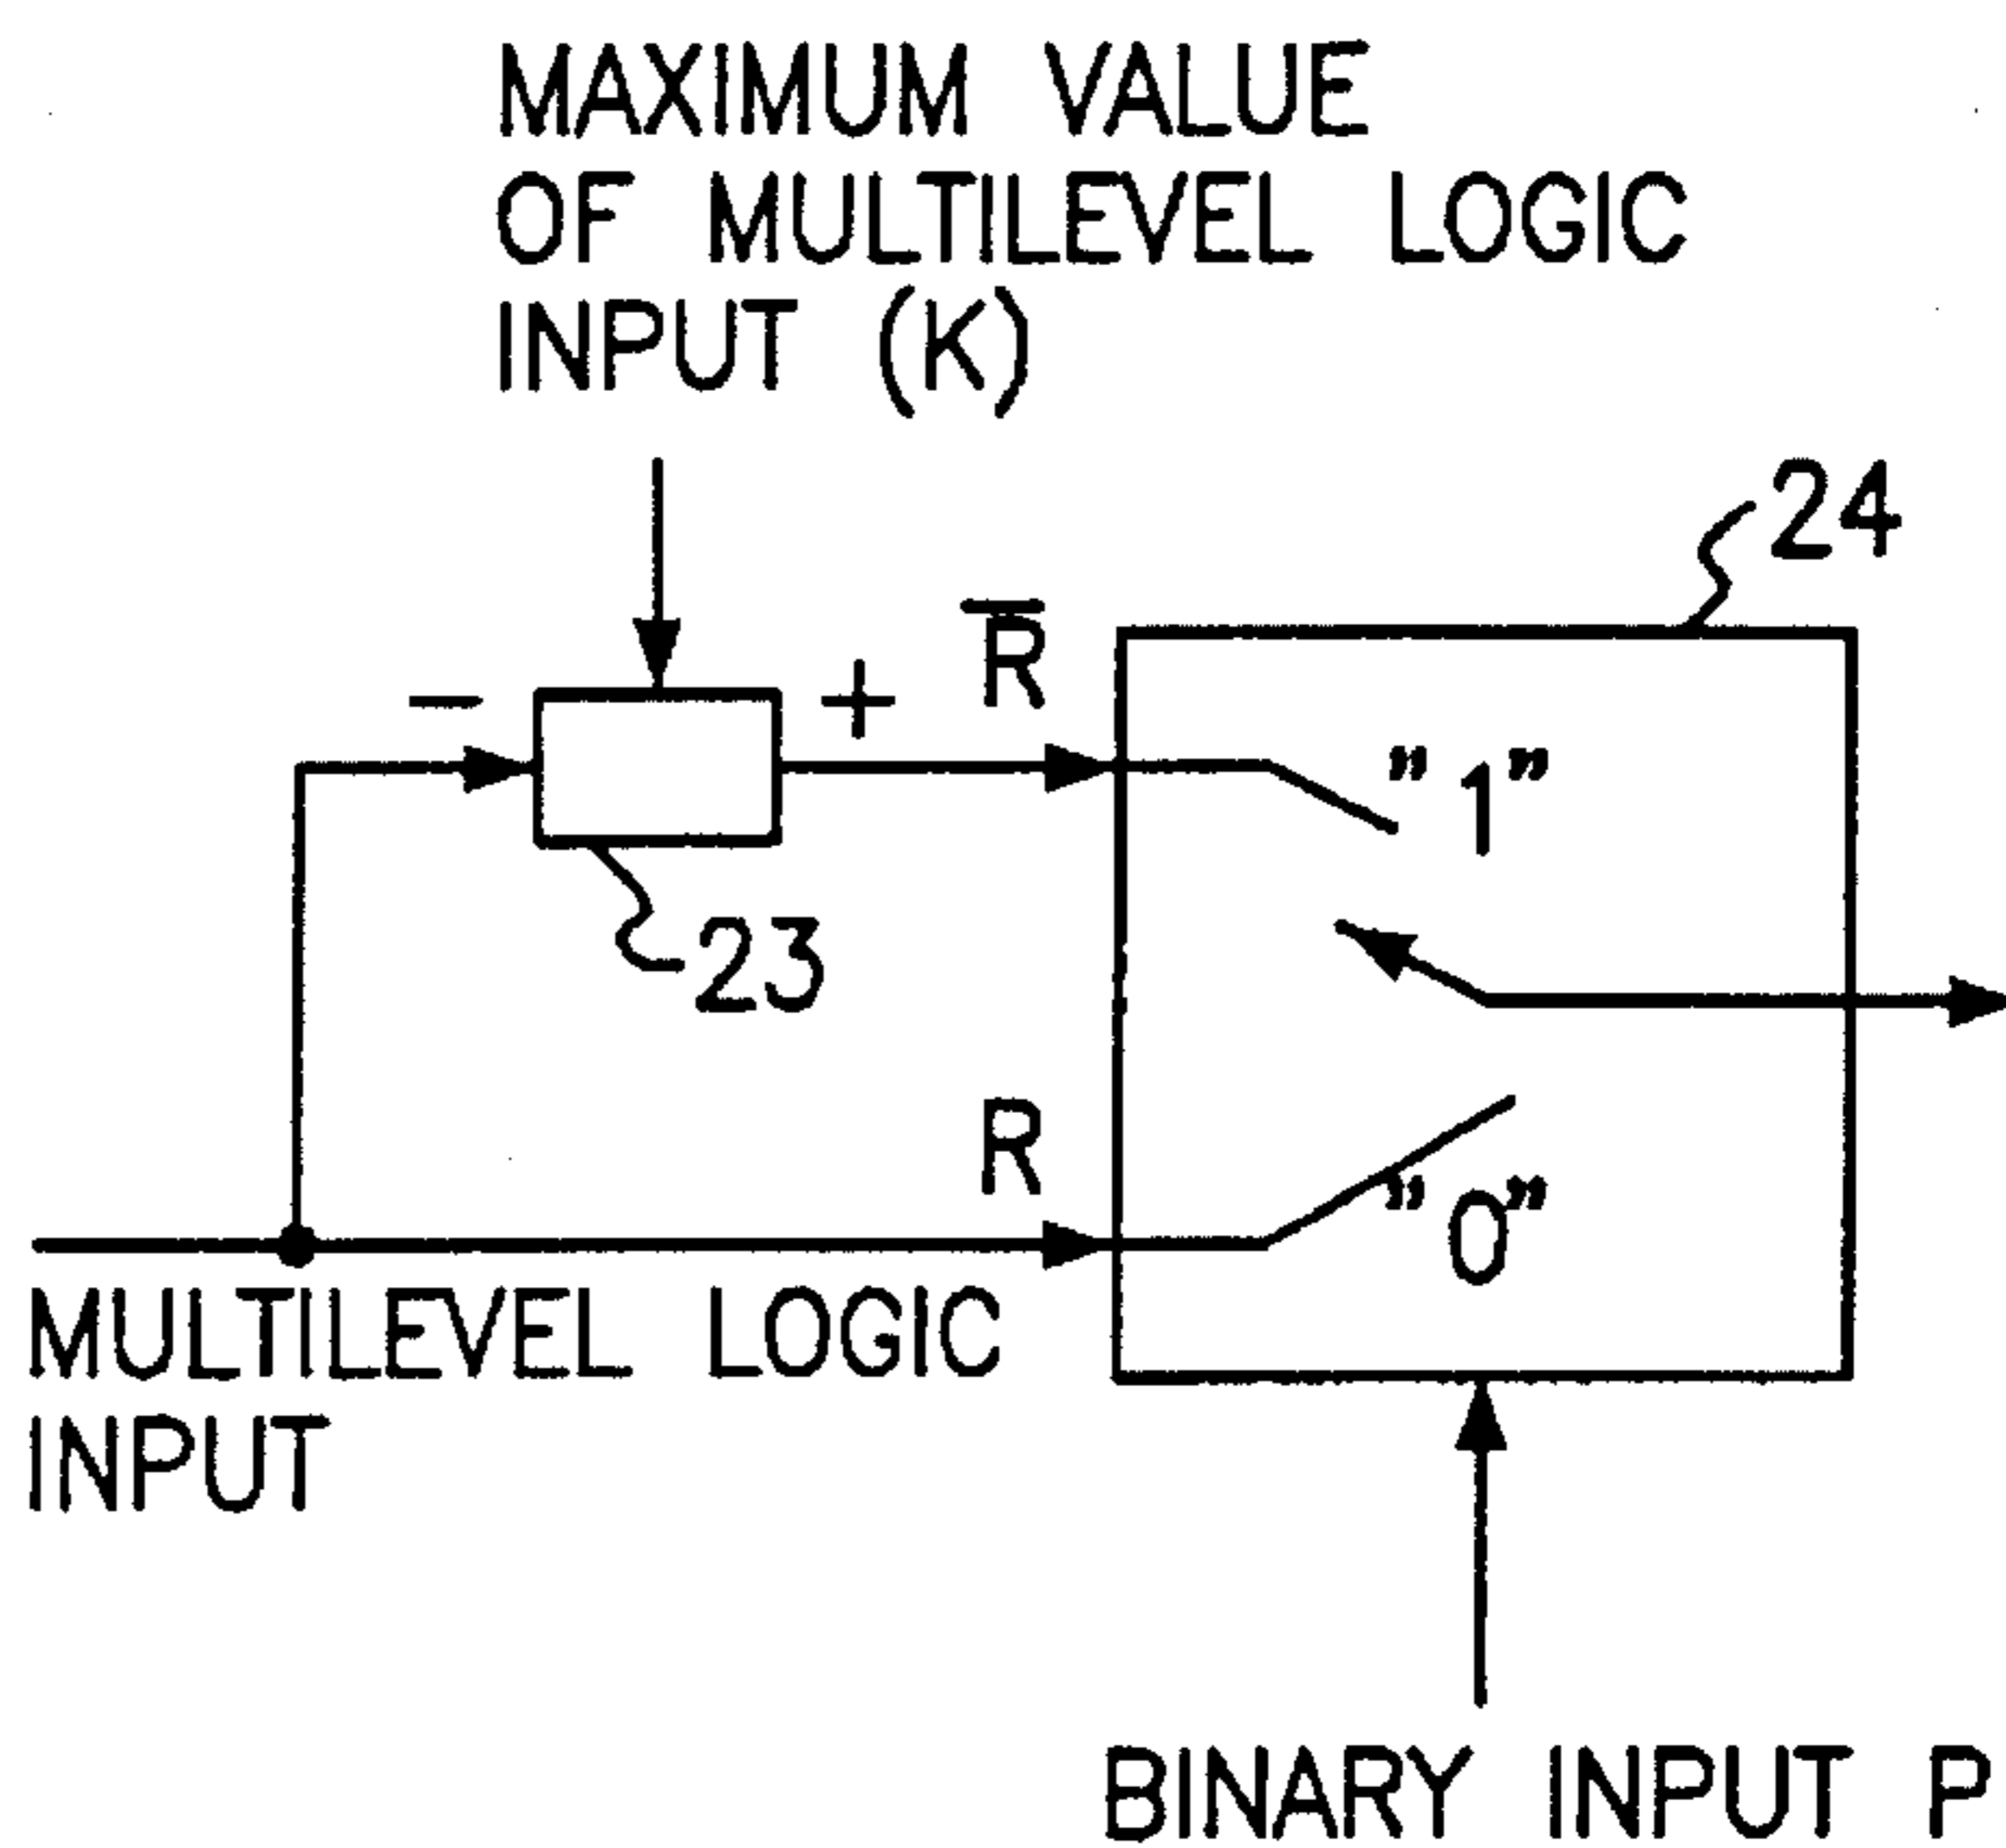 MAXIMUM VALUE
OF MULTILEVEL LOGIC
INPUT (K)
24
R̅
- +
"1"
23
R
"0"
MULTILEVEL LOGIC
INPUT
BINARY INPUT P